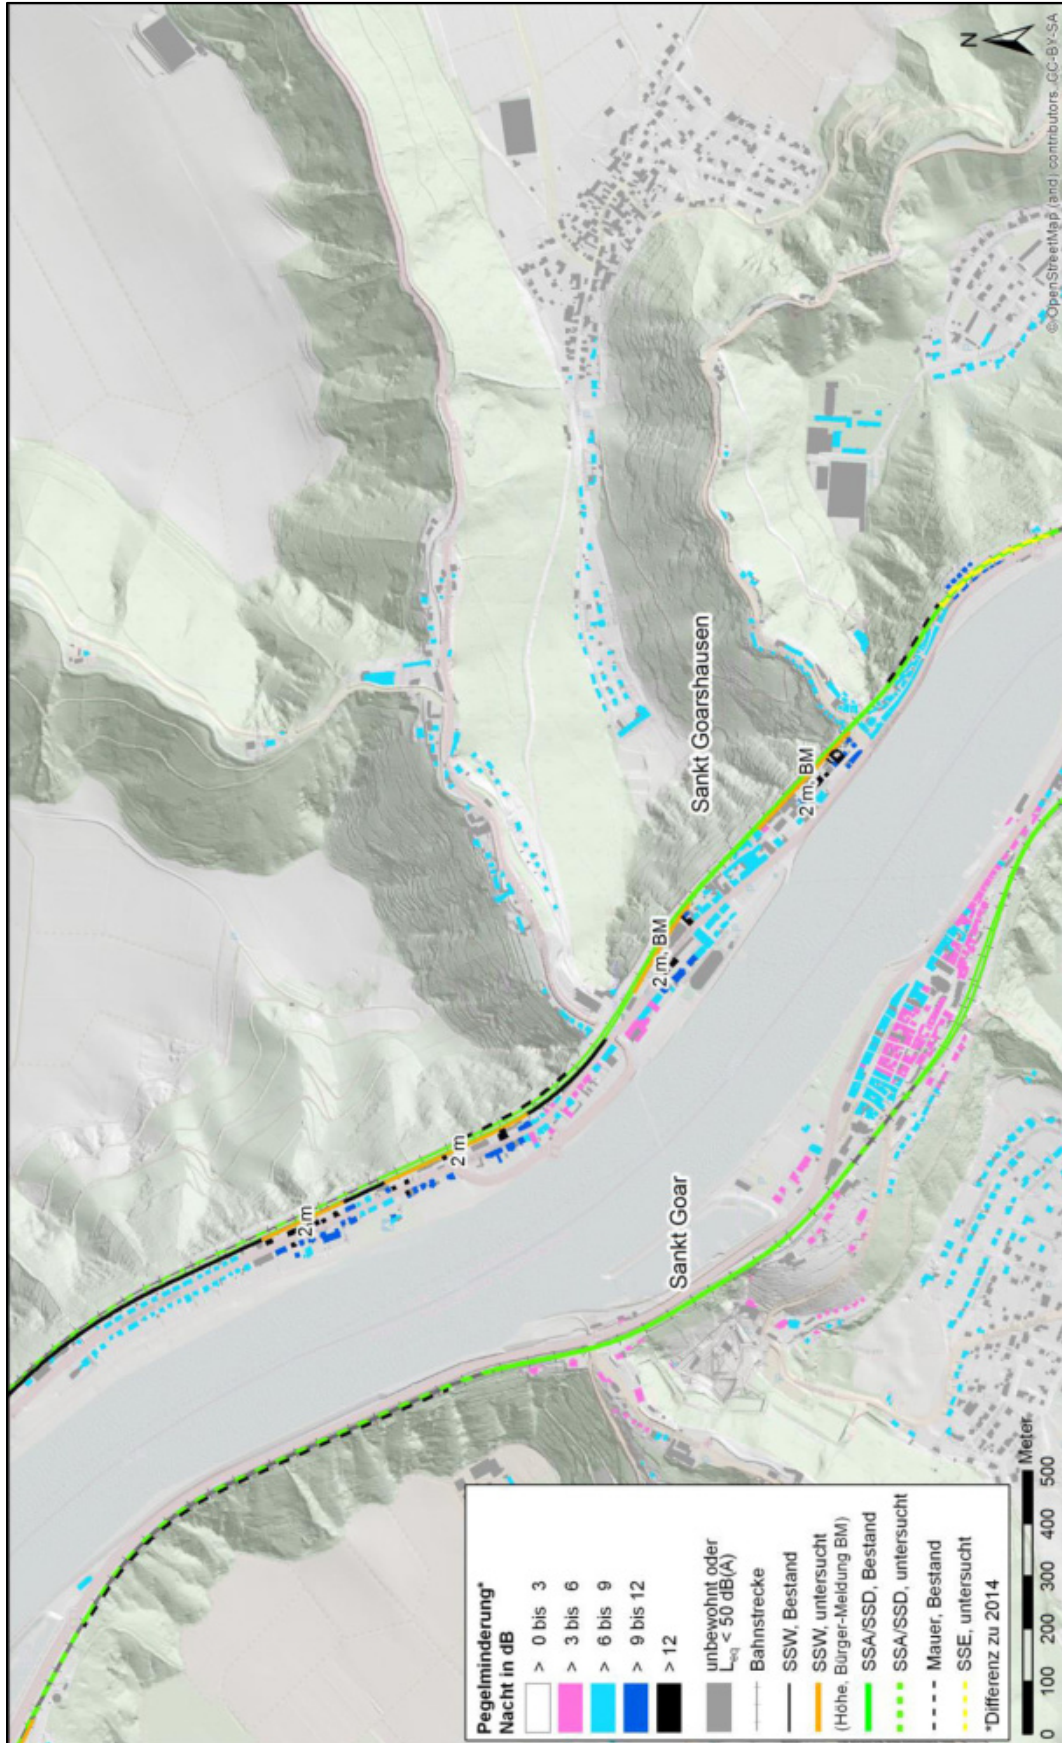 N
Sankt Goarshausen
2 m, BM
2 m, BM
2 m
2 m
Sankt Goar
Pegelminderung*
Nacht in dB
> 0 bis 3
> 3 bis 6
> 6 bis 9
> 9 bis 12
> 12
unbewohnt oder
Leq < 50 dB(A)
Bahnstrecke
SSW, Bestand
SSW, untersucht
(Höhe, Bürger-Meldung BM)
SSA/SSD, Bestand
SSA/SSD, untersucht
Mauer, Bestand
SSE, untersucht
*Differenz zu 2014
0 100 200 300 400 500
Meter
© OpenStreetMap (and) contributors, CC-BY-SA